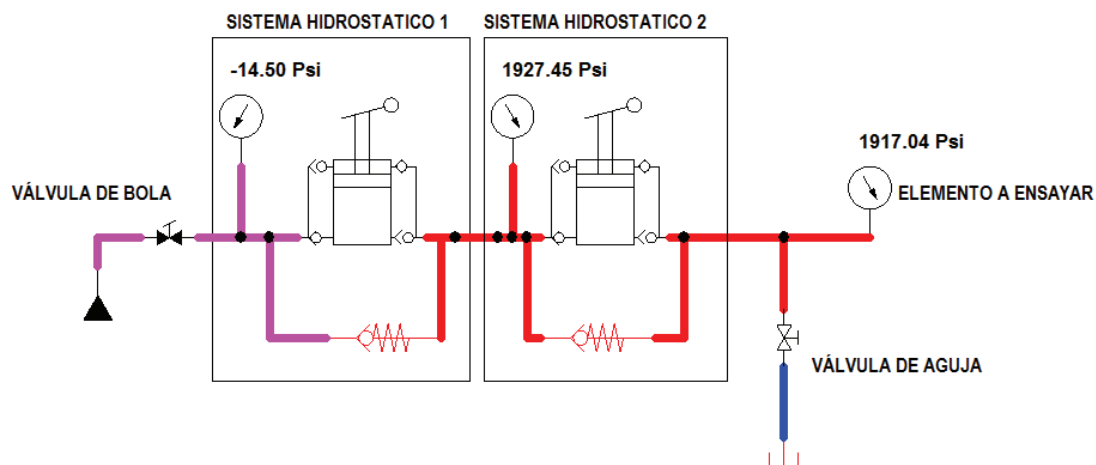 SISTEMA HIDROSTATICO 1
SISTEMA HIDROSTATICO 2
-14.50 Psi
1927.45 Psi
1917.04 Psi
VÁLVULA DE BOLA
ELEMENTO A ENSAYAR
VÁLVULA DE AGUJA